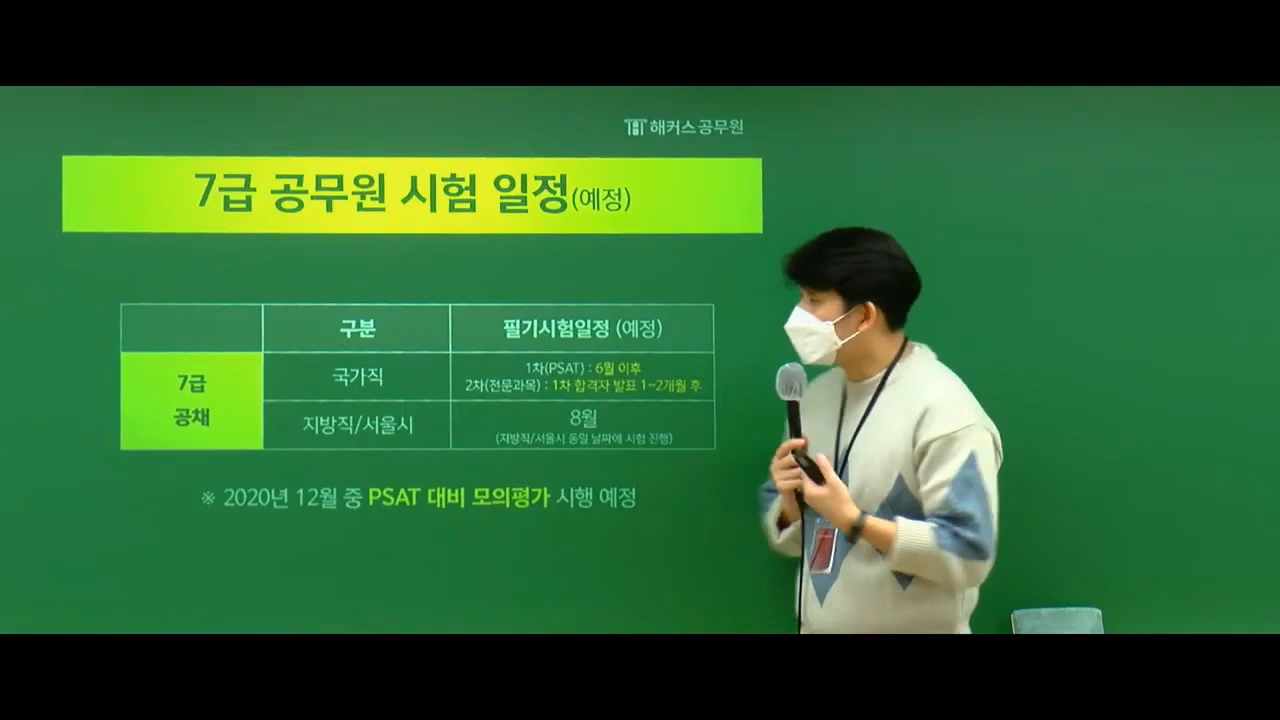 해커스공무원
7급 공무원 시험 일정(예정)
구분
필기시험일정 (예정)
7급
공채
국가직
1차(PSAT) : 6월 이후
2차(전문과목) : 1차 합격자 발표 1~2개월 후
지방직/서울시
8월
(지방직/서울시 동일 날짜에 시험 진행)
※ 2020년 12월 중 PSAT 대비 모의평가 시행 예정